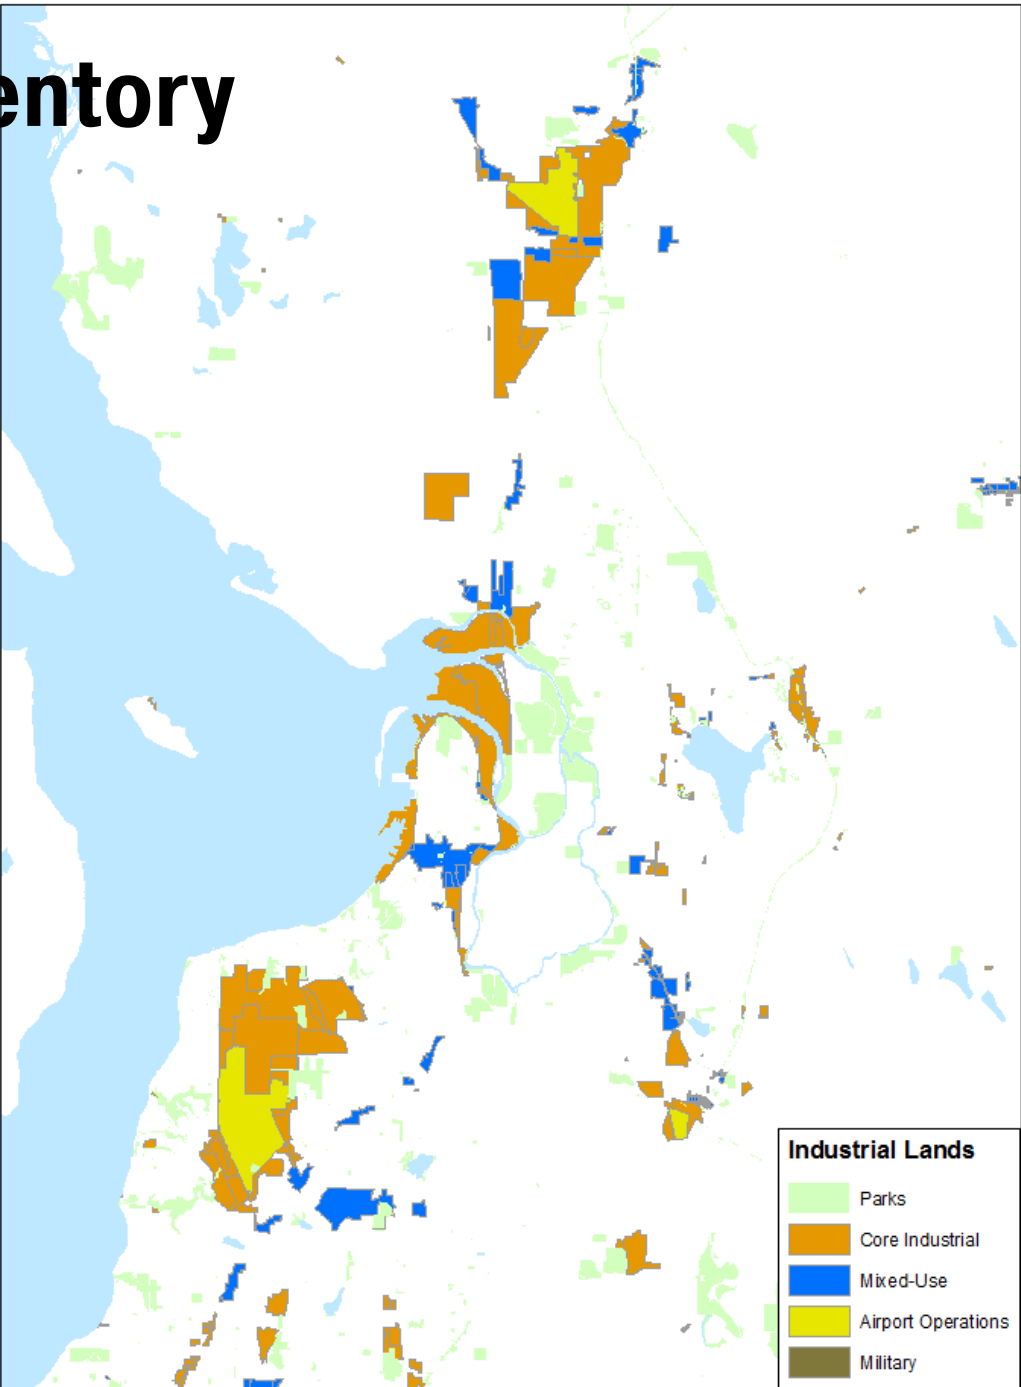 entory
Industrial Lands
Parks
Core Industrial
Mixed-Use
Airport Operations
Military